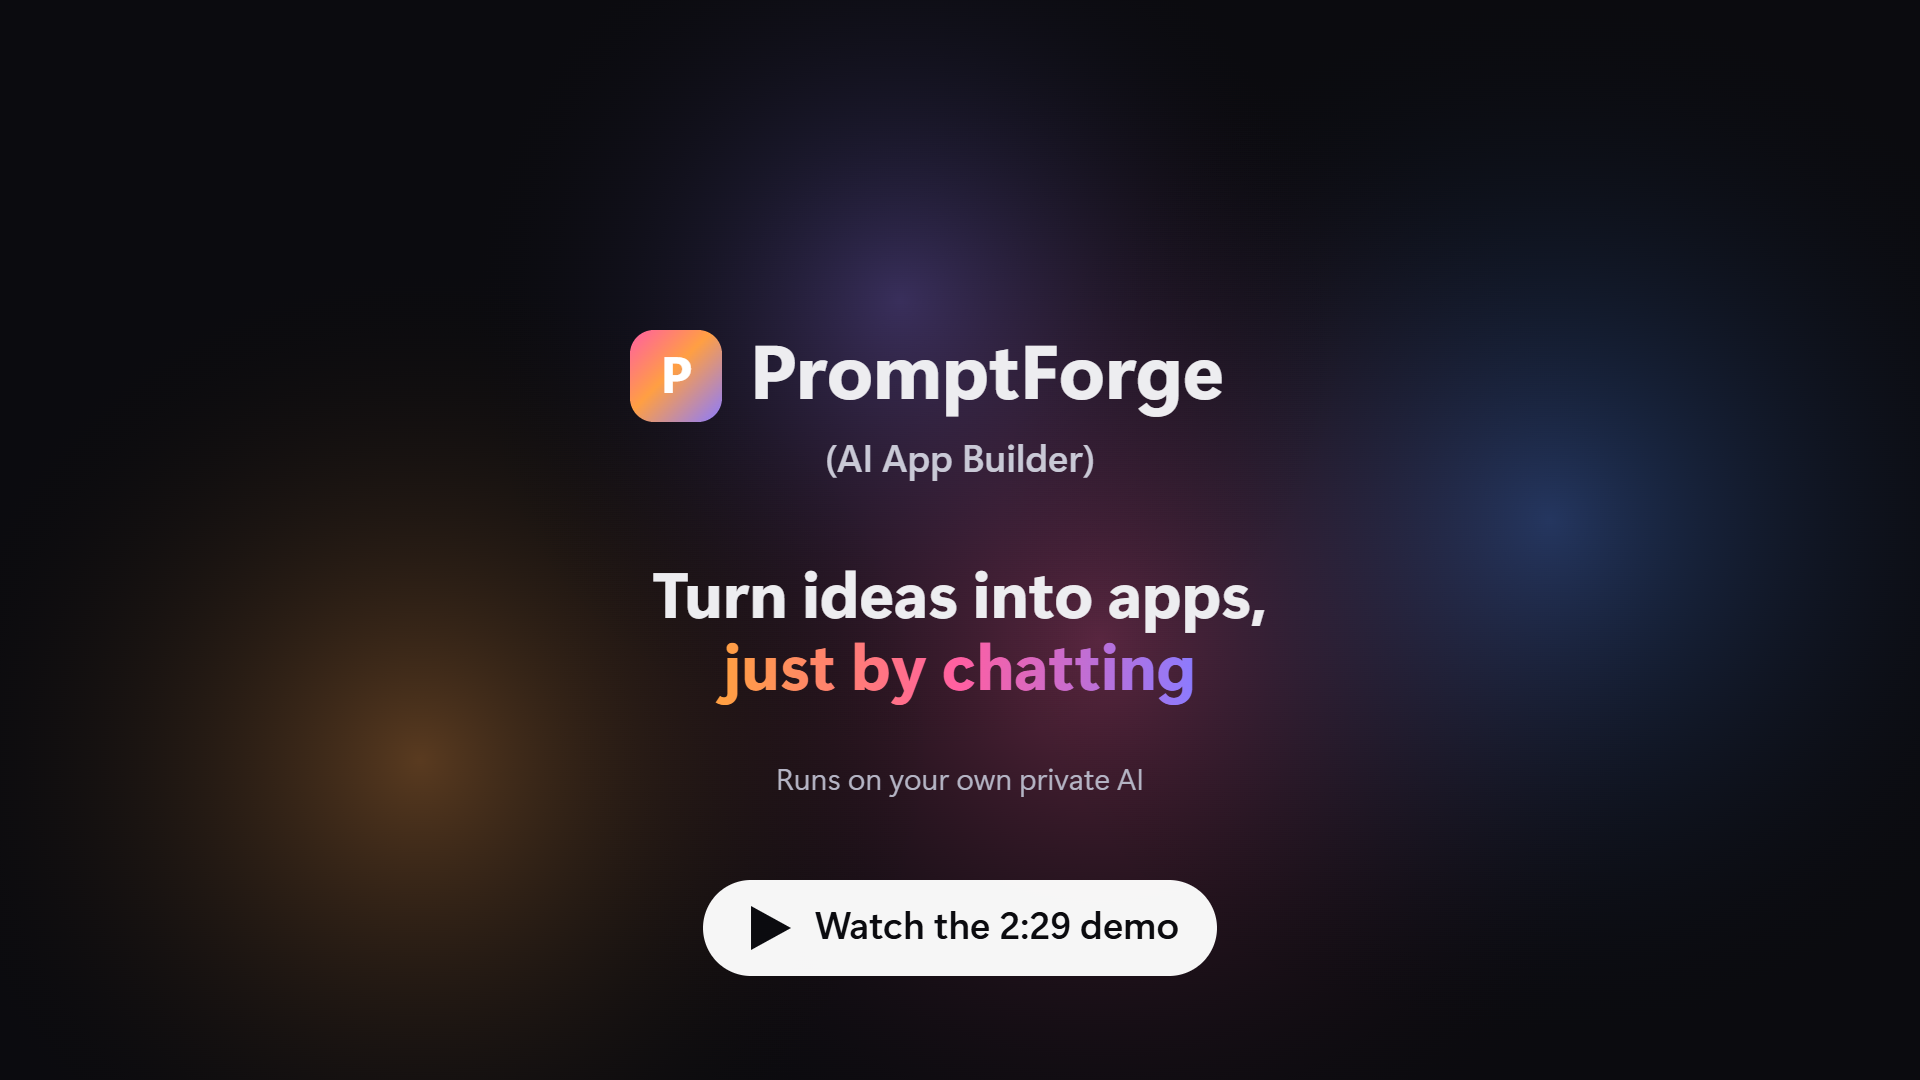 P
PromptForge
(AI App Builder)
Turn ideas into apps,
just by chatting
Runs on your own private AI
Watch the 2:29 demo